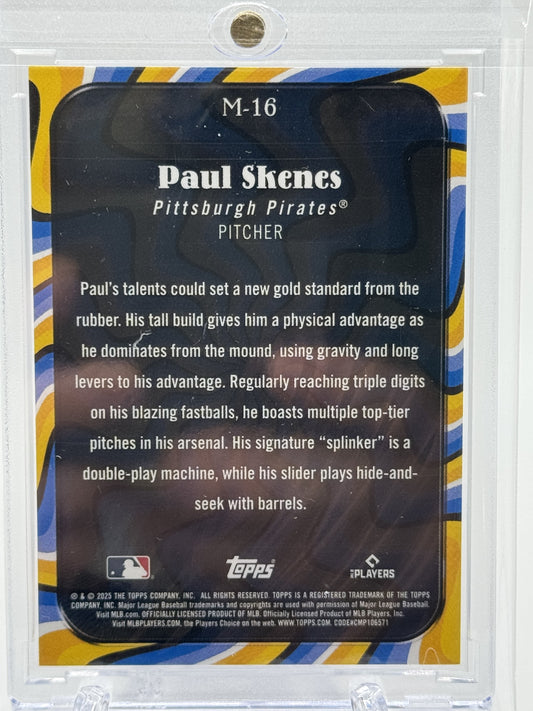 M-16
Paul Skenes
Pittsburgh Pirates®
PITCHER
Paul's talents could set a new gold standard from the
rubber. His tall build gives him a physical advantage as
he dominates from the mound, using gravity and long
levers to his advantage. Regularly reaching triple digits
on his blazing fastballs, he boasts multiple top-tier
pitches in his arsenal. His signature “splinker” is a
double-play machine, while his slider plays hide-and-
seek with barrels.
topps
MLB PLAYERS
® & © 2025 THE TOPPS COMPANY, INC. ALL RIGHTS RESERVED. TOPPS IS A REGISTERED TRADEMARK OF THE TOPPS
COMPANY, INC. Major League Baseball trademarks and copyrights are used with permission of Major League Baseball.
Visit MLB.com. OFFICIALLY LICENSED PRODUCT OF MLB. Officially Licensed Product of MLB Players, Inc.
Visit MLBPLAYERS.COM, the Players Choice on the web. WWW.TOPPS.COM. CODE#CMP106571